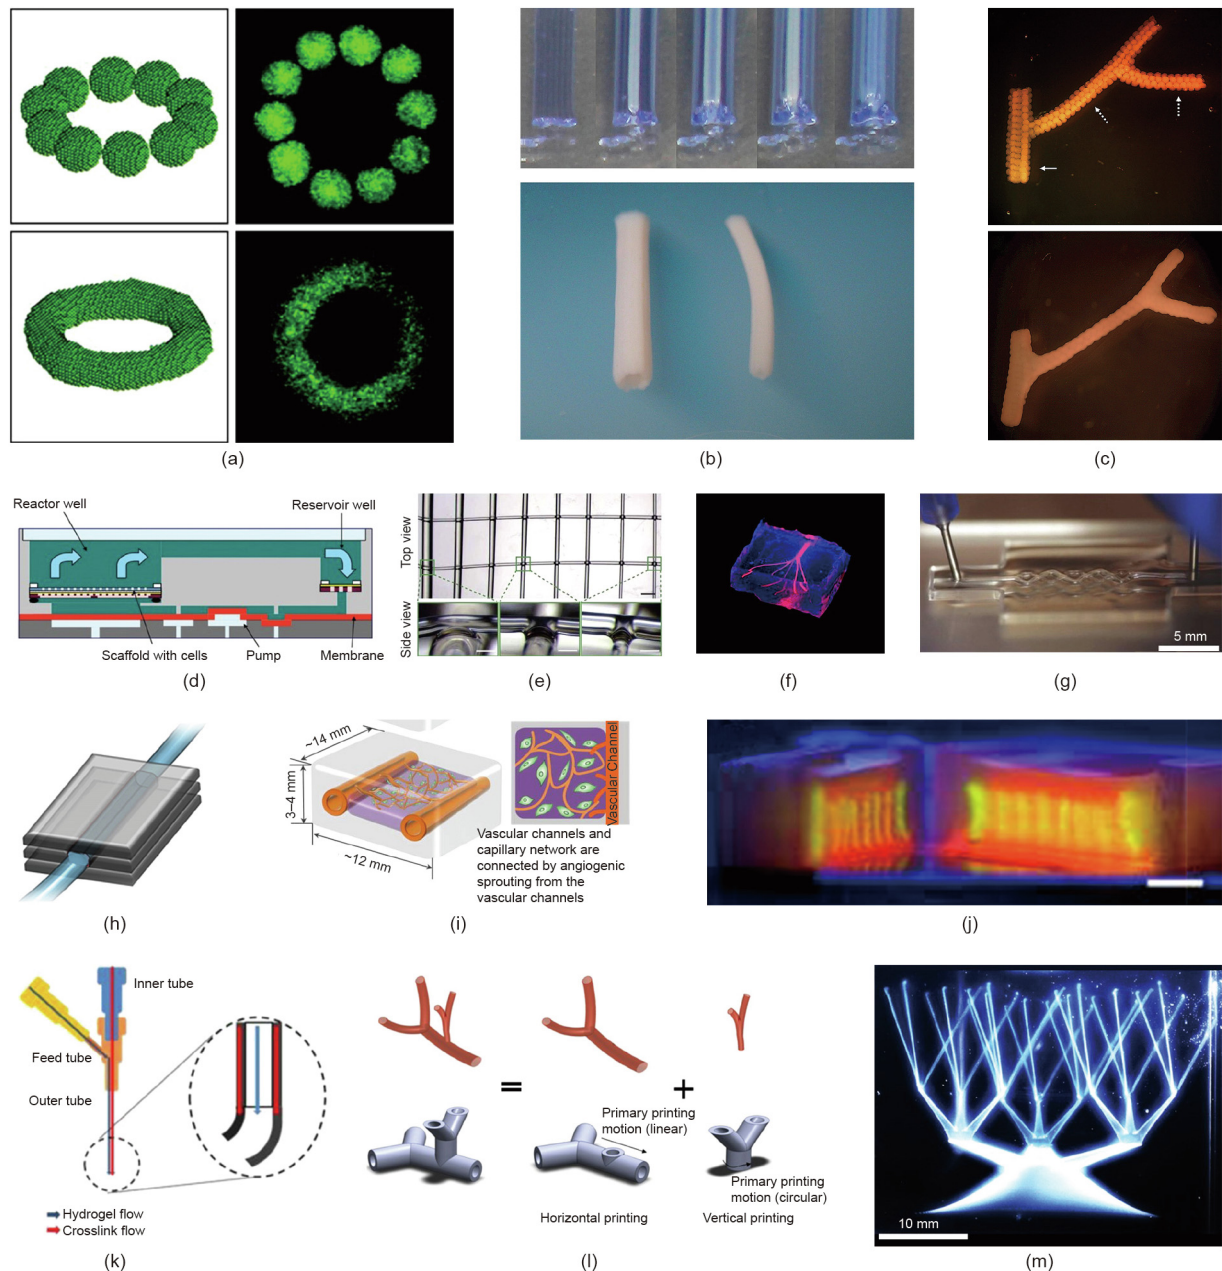 (a)
(b)
(c)
Reactor well
Reservoir well
Scaffold with cells
Pump
Membrane
(d)
Top view
Side view
(e)
(f)
5 mm
(g)
(h)
~14 mm
3–4 mm
~12 mm
Vascular Channel
Vascular channels and
capillary network are
connected by angiogenic
sprouting from the
vascular channels
(i)
(j)
Inner tube
Feed tube
Outer tube
Hydrogel flow
Crosslink flow
(k)
=
+
Primary printing
motion (linear)
Primary printing
motion (circular)
Horizontal printing
Vertical printing
(l)
10 mm
(m)